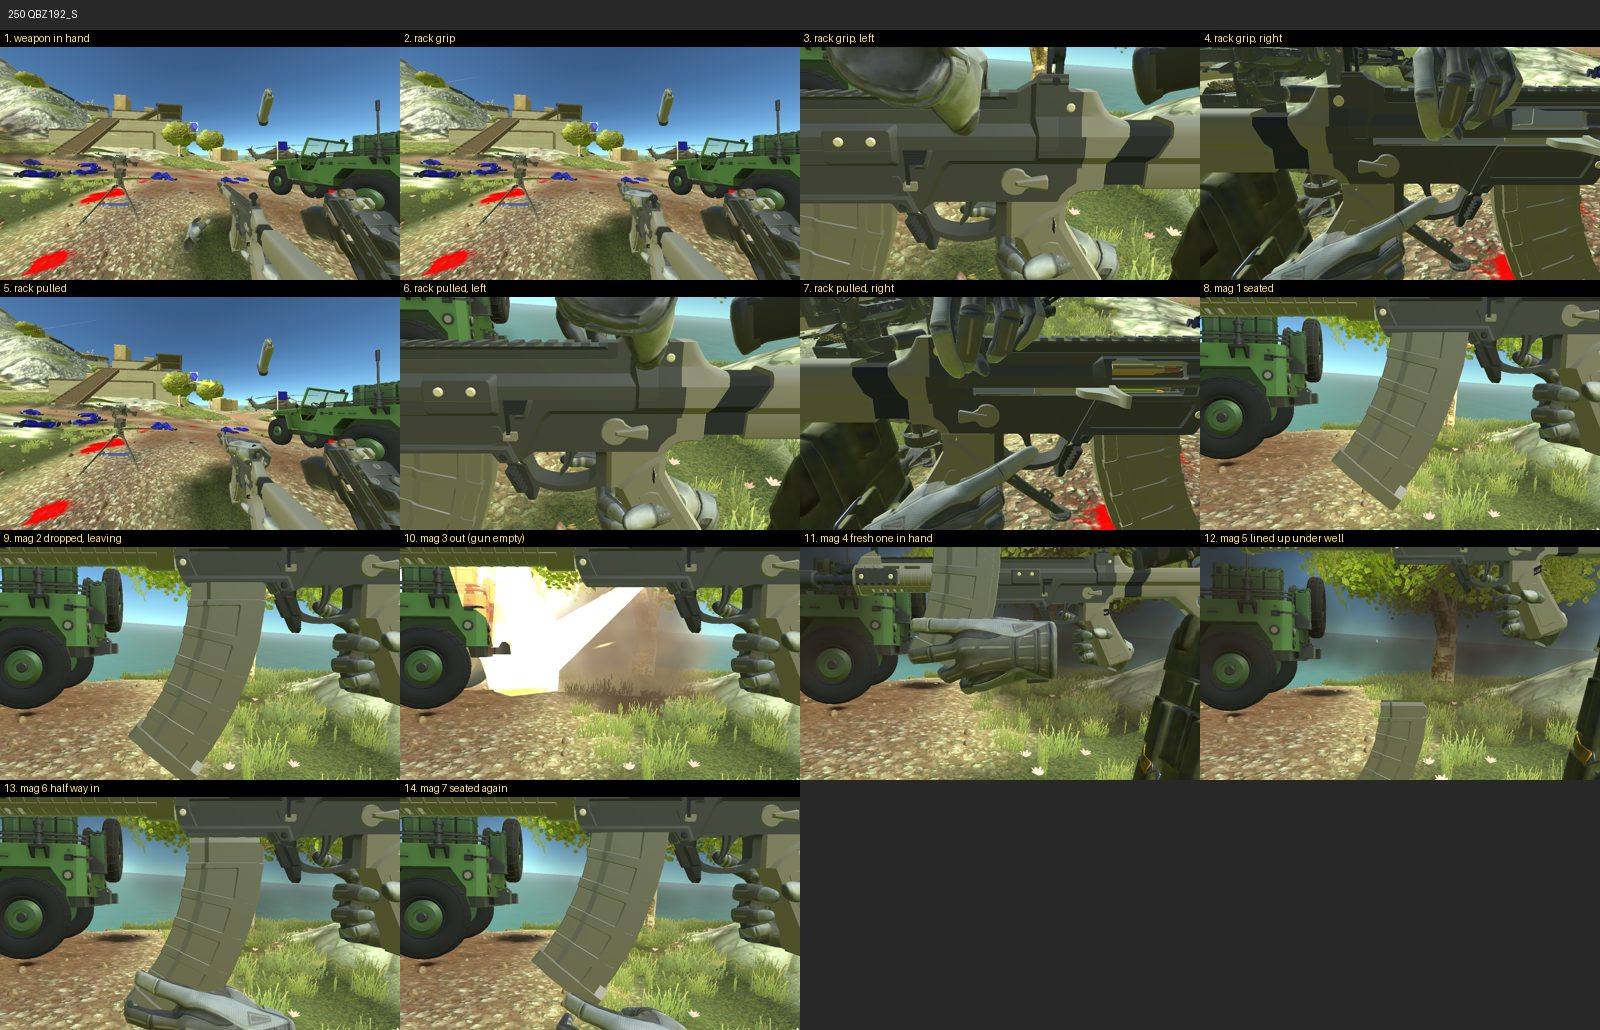 250 QBZ192_S
1. weapon in hand
2. rack grip
3. rack grip, left
4. rack grip, right
5. rack pulled
6. rack pulled, left
7. rack pulled, right
8. mag 1 seated
9. mag 2 dropped, leaving
10. mag 3 out (gun empty)
11. mag 4 fresh one in hand
12. mag 5 lined up under well
13. mag 6 half way in
14. mag 7 seated again